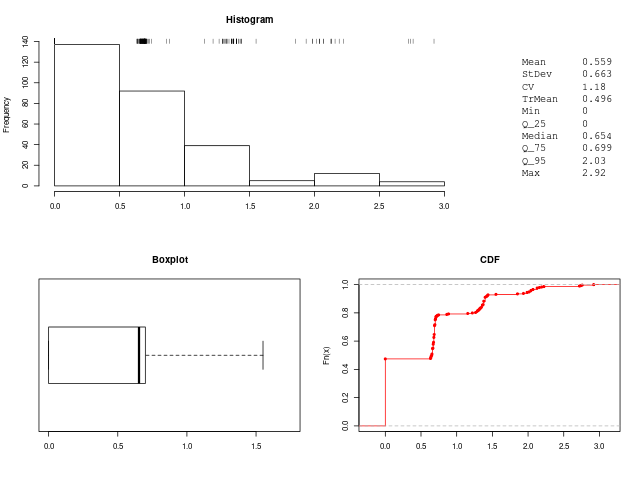 Histogram
Frequency
0 20 40 60 80 100 120 140
0.0 0.5 1.0 1.5 2.0 2.5 3.0
Mean 0.559
StDev 0.663
CV 1.18
TrMean 0.496
Min 0
Q_25 0
Median 0.654
Q_75 0.699
Q_95 2.03
Max 2.92
Boxplot
0.0 0.5 1.0 1.5
CDF
Fn(x)
0.0 0.2 0.4 0.6 0.8 1.0
0.0 0.5 1.0 1.5 2.0 2.5 3.0